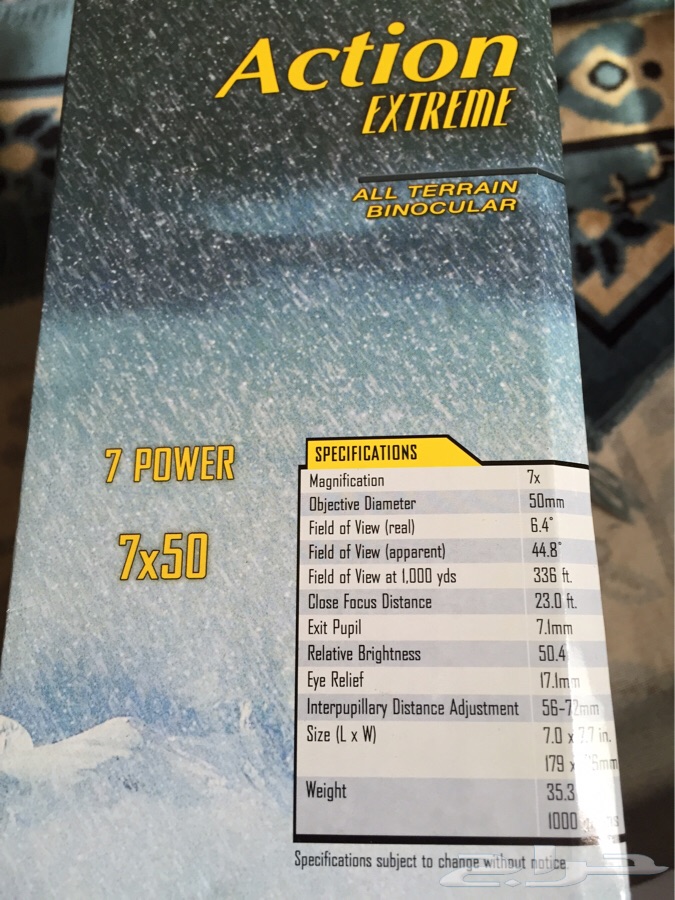 Action
EXTREME
ALL TERRAIN
BINOCULAR
7 POWER
7x50
SPECIFICATIONS
Magnification 7x
Objective Diameter 50mm
Field of View (real) 6.4°
Field of View (apparent) 44.8°
Field of View at 1,000 yds 336 ft.
Close Focus Distance 23.0 ft.
Exit Pupil 7.1mm
Relative Brightness 50.4
Eye Relief 17.1mm
Interpupillary Distance Adjustment 56-72mm
Size (L x W) 7.0 x 7.7 in.
179 x
Weight 35.3
1000
Specifications subject to change without notice
حراج